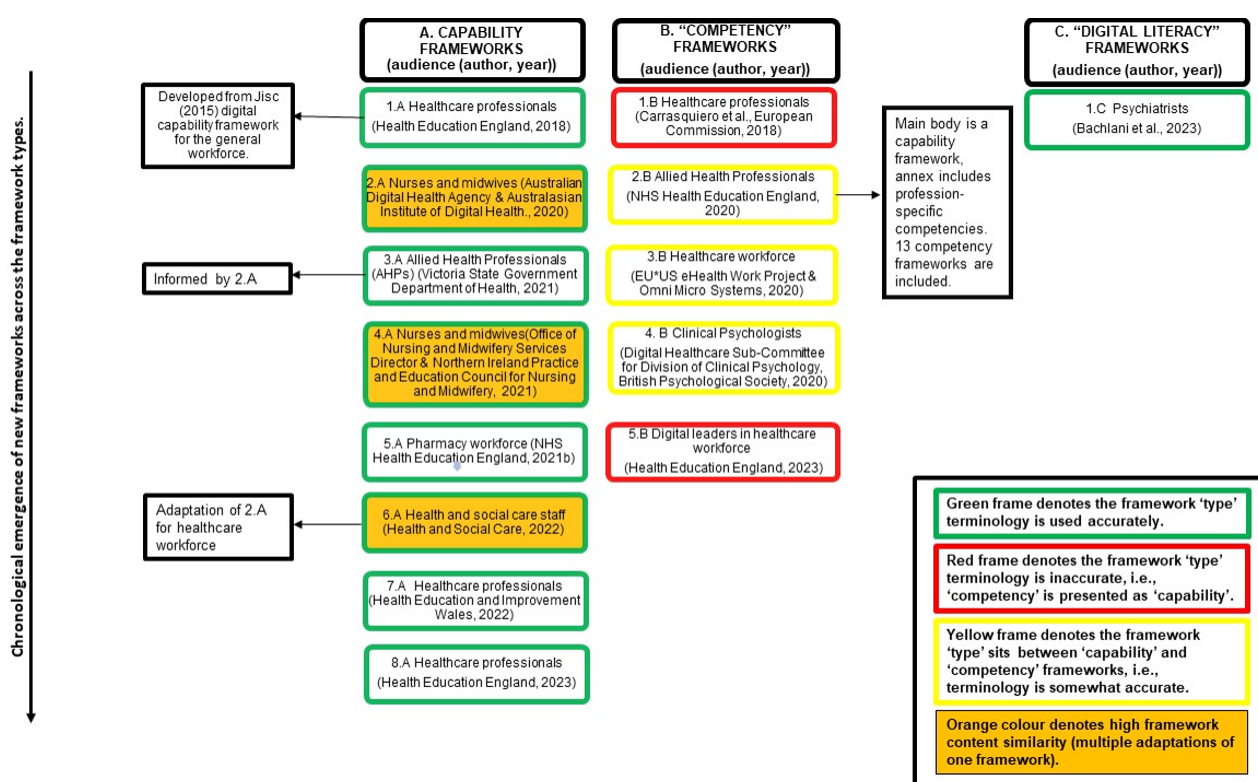 A. CAPABILITY
FRAMEWORKS
(audience (author, year))
B. “COMPETENCY”
FRAMEWORKS
(audience (author, year))
C. “DIGITAL LITERACY”
FRAMEWORKS
(audience (author, year))
Chronological emergence of new frameworks across the framework types.
Developed from Jisc
(2015) digital
capability framework
for the general
workforce.
1.A Healthcare professionals
(Health Education England, 2018)
1.B Healthcare professionals
(Carrasquiero et al., European
Commission, 2018)
1.C Psychiatrists
(Bachlani et al., 2023)
2.A Nurses and midwives (Australian
Digital Health Agency & Australasian
Institute of Digital Health., 2020)
2.B Allied Health Professionals
(NHS Health Education England,
2020)
Main body is a
capability
framework,
annex includes
profession-
specific
competencies.
13 competency
frameworks are
included.
Informed by 2.A
3.A Allied Health Professionals
(AHPs) (Victoria State Government
Department of Health, 2021)
3.B Healthcare workforce
(EU*US eHealth Work Project &
Omni Micro Systems, 2020)
4.A Nurses and midwives(Office of
Nursing and Midwifery Services
Director & Northern Ireland Practice
and Education Council for Nursing
and Midwifery, 2021)
4. B Clinical Psychologists
(Digital Healthcare Sub-Committee
for Division of Clinical Psychology,
British Psychological Society, 2020)
5.A Pharmacy workforce (NHS
Health Education England, 2021b)
5.B Digital leaders in healthcare
workforce
(Health Education England, 2023)
Adaptation of 2.A
for healthcare
workforce
6.A Health and social care staff
(Health and Social Care, 2022)
7.A Healthcare professionals
(Health Education and Improvement
Wales, 2022)
8.A Healthcare professionals
(Health Education England, 2023)
Green frame denotes the framework ‘type’
terminology is used accurately.
Red frame denotes the framework ‘type’
terminology is inaccurate, i.e.,
‘competency’ is presented as ‘capability’.
Yellow frame denotes the framework
‘type’ sits between ‘capability’ and
‘competency’ frameworks, i.e.,
terminology is somewhat accurate.
Orange colour denotes high framework
content similarity (multiple adaptations of
one framework).